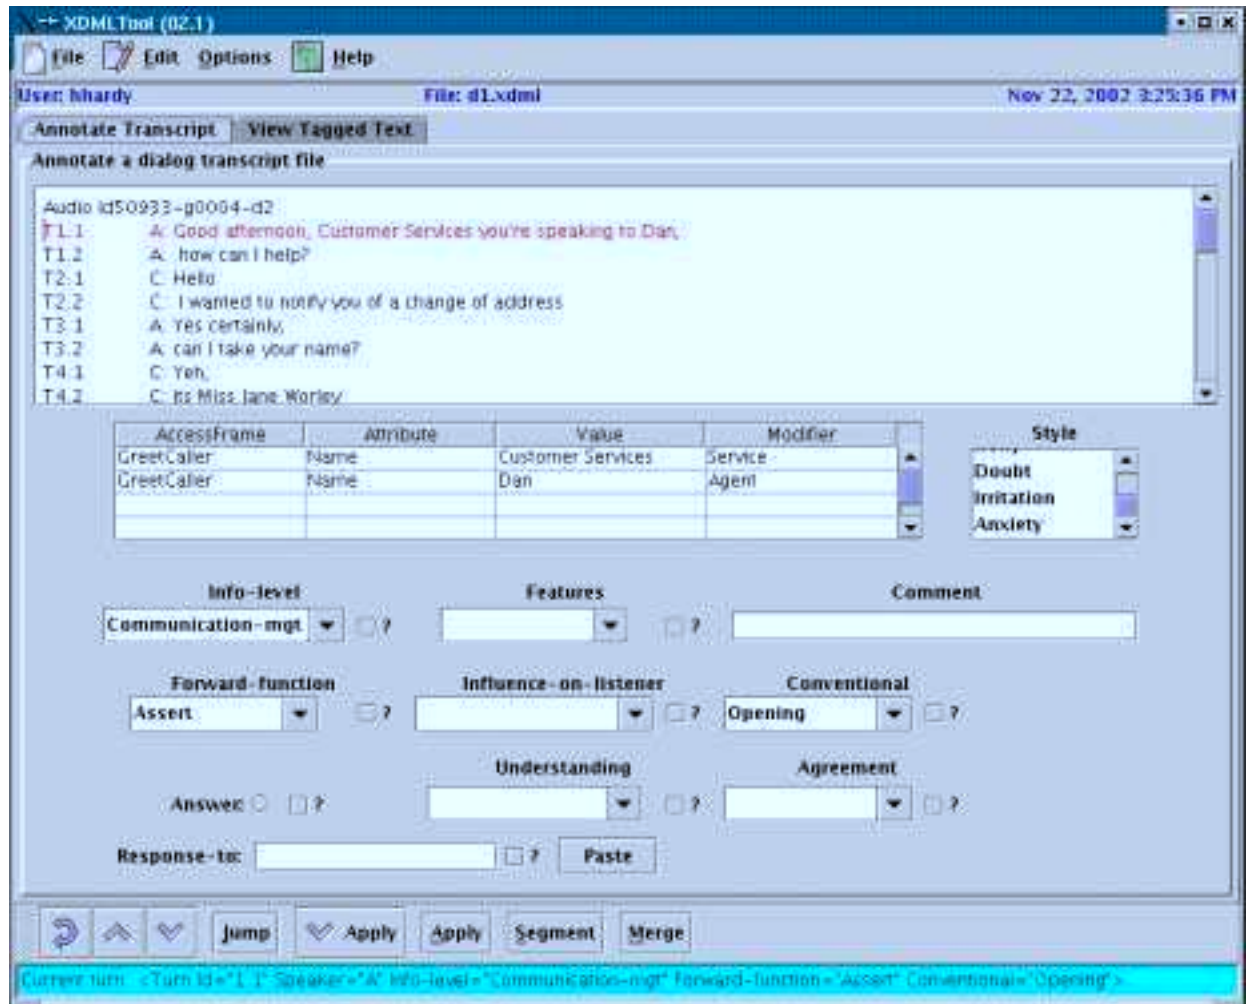 XDMLTool (02.1)
File Edit Options Help
User: hhardy File: d1.xdml Nov 22, 2002 3:25:36 PM
Annotate Transcript View Tagged Text
Annotate a dialog transcript file
Audio Id50933-g0004-d2
T1.1 A: Good afternoon, Customer Services you're speaking to Dan,
T1.2 A: how can I help?
T2.1 C: Hello
T2.2 C: I wanted to notify you of a change of address
T3.1 A: Yes certainly,
T3.2 A: can I take your name?
T4.1 C: Yeh,
T4.2 C: its Miss Jane Worley
AccessFrame Attribute Value Modifier Style
GreetCaller Name Customer Services Service
GreetCaller Name Dan Agent
Doubt
Irritation
Anxiety
Info-level Features Comment
Communication-mgt ? ?
Forward-function Influence-on-listener Conventional
Assert ? ? Opening ?
Understanding Agreement
Answer: ? ? ?
Response-to: ? Paste
Jump Apply Apply Segment Merge
Current turn: <Turn Id="1.1" Speaker="A" Info-level="Communication-mgt" Forward-function="Assert" Conventional="Opening">